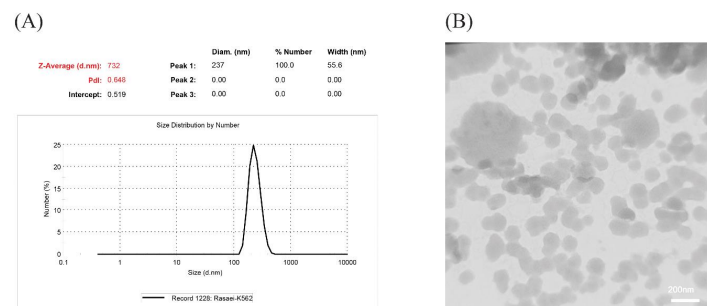 (A)
Diam. (nm) % Number Width (nm)
Z-Average (d.nm): 732 Peak 1: 237 100.0 55.6
PdI: 0.648 Peak 2: 0.00 0.0 0.00
Intercept: 0.519 Peak 3: 0.00 0.0 0.00
Size Distribution by Number
25
20
15
10
5
0
Number (%)
0.1 1 10 100 1000 10000
Size (d.nm)
Record 1228: Rasaei-K562
(B)
200nm